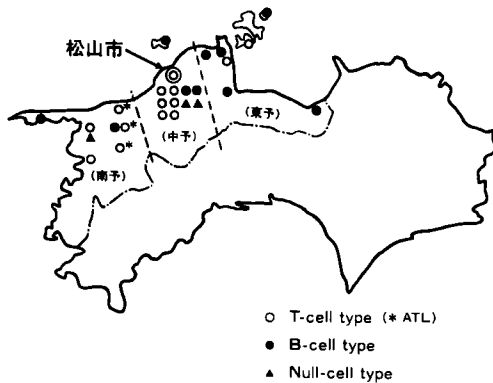 松山市
*
*
*
(中予)
(東予)
(南予)
○ T-cell type (* ATL)
● B-cell type
▲ Null-cell type